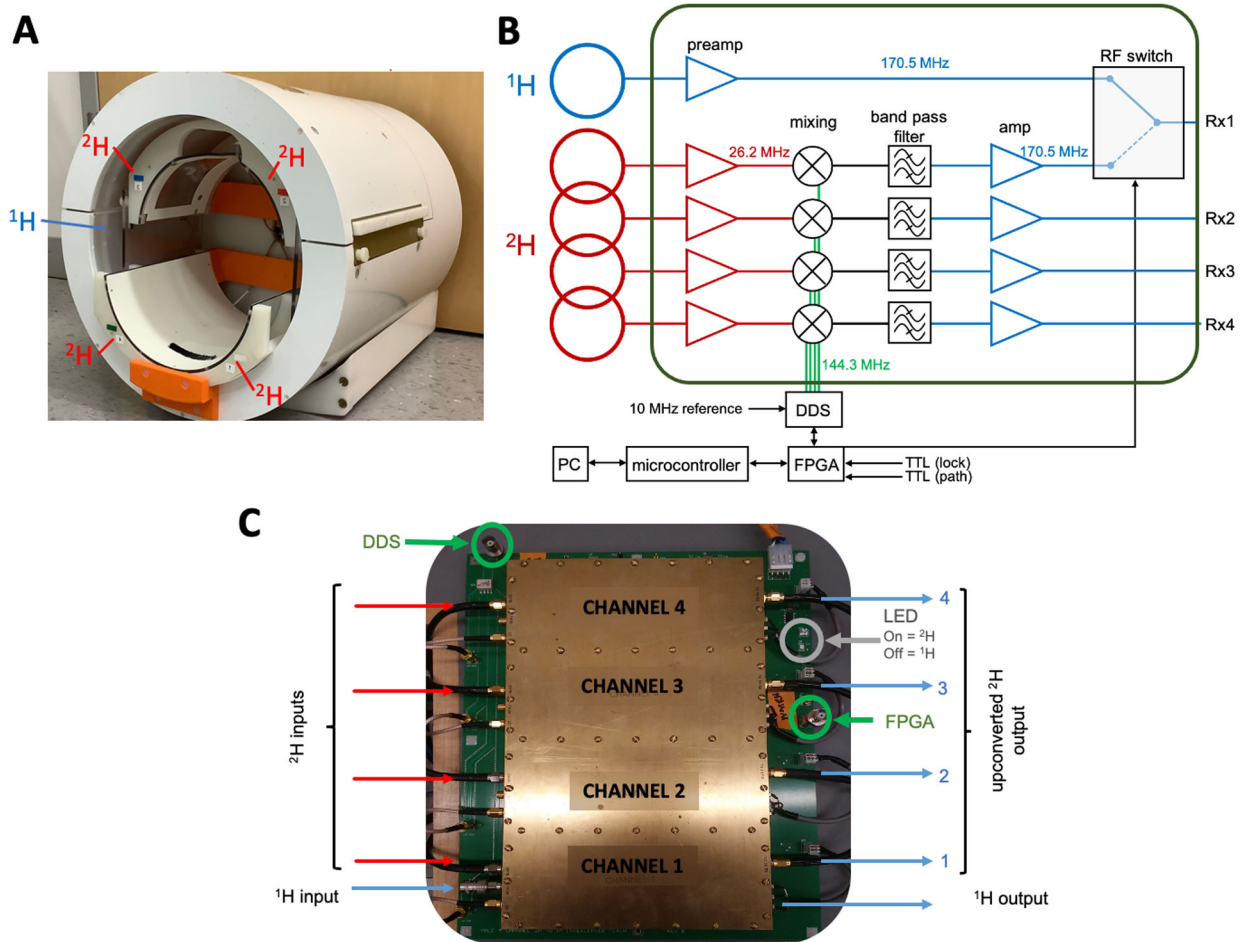 A
²H
²H
¹H
²H
²H
B
preamp
170.5 MHz
RF switch
¹H
Rx1
mixing
band pass
filter
amp
26.2 MHz
170.5 MHz
Rx2
²H
Rx3
Rx4
144.3 MHz
10 MHz reference
DDS
PC
microcontroller
FPGA
TTL (lock)
TTL (path)
C
DDS
CHANNEL 4
4
LED
On = ²H
Off = ¹H
CHANNEL 3
3
FPGA
²H inputs
upconverted ²H
output
CHANNEL 2
2
CHANNEL 1
1
¹H input
¹H output